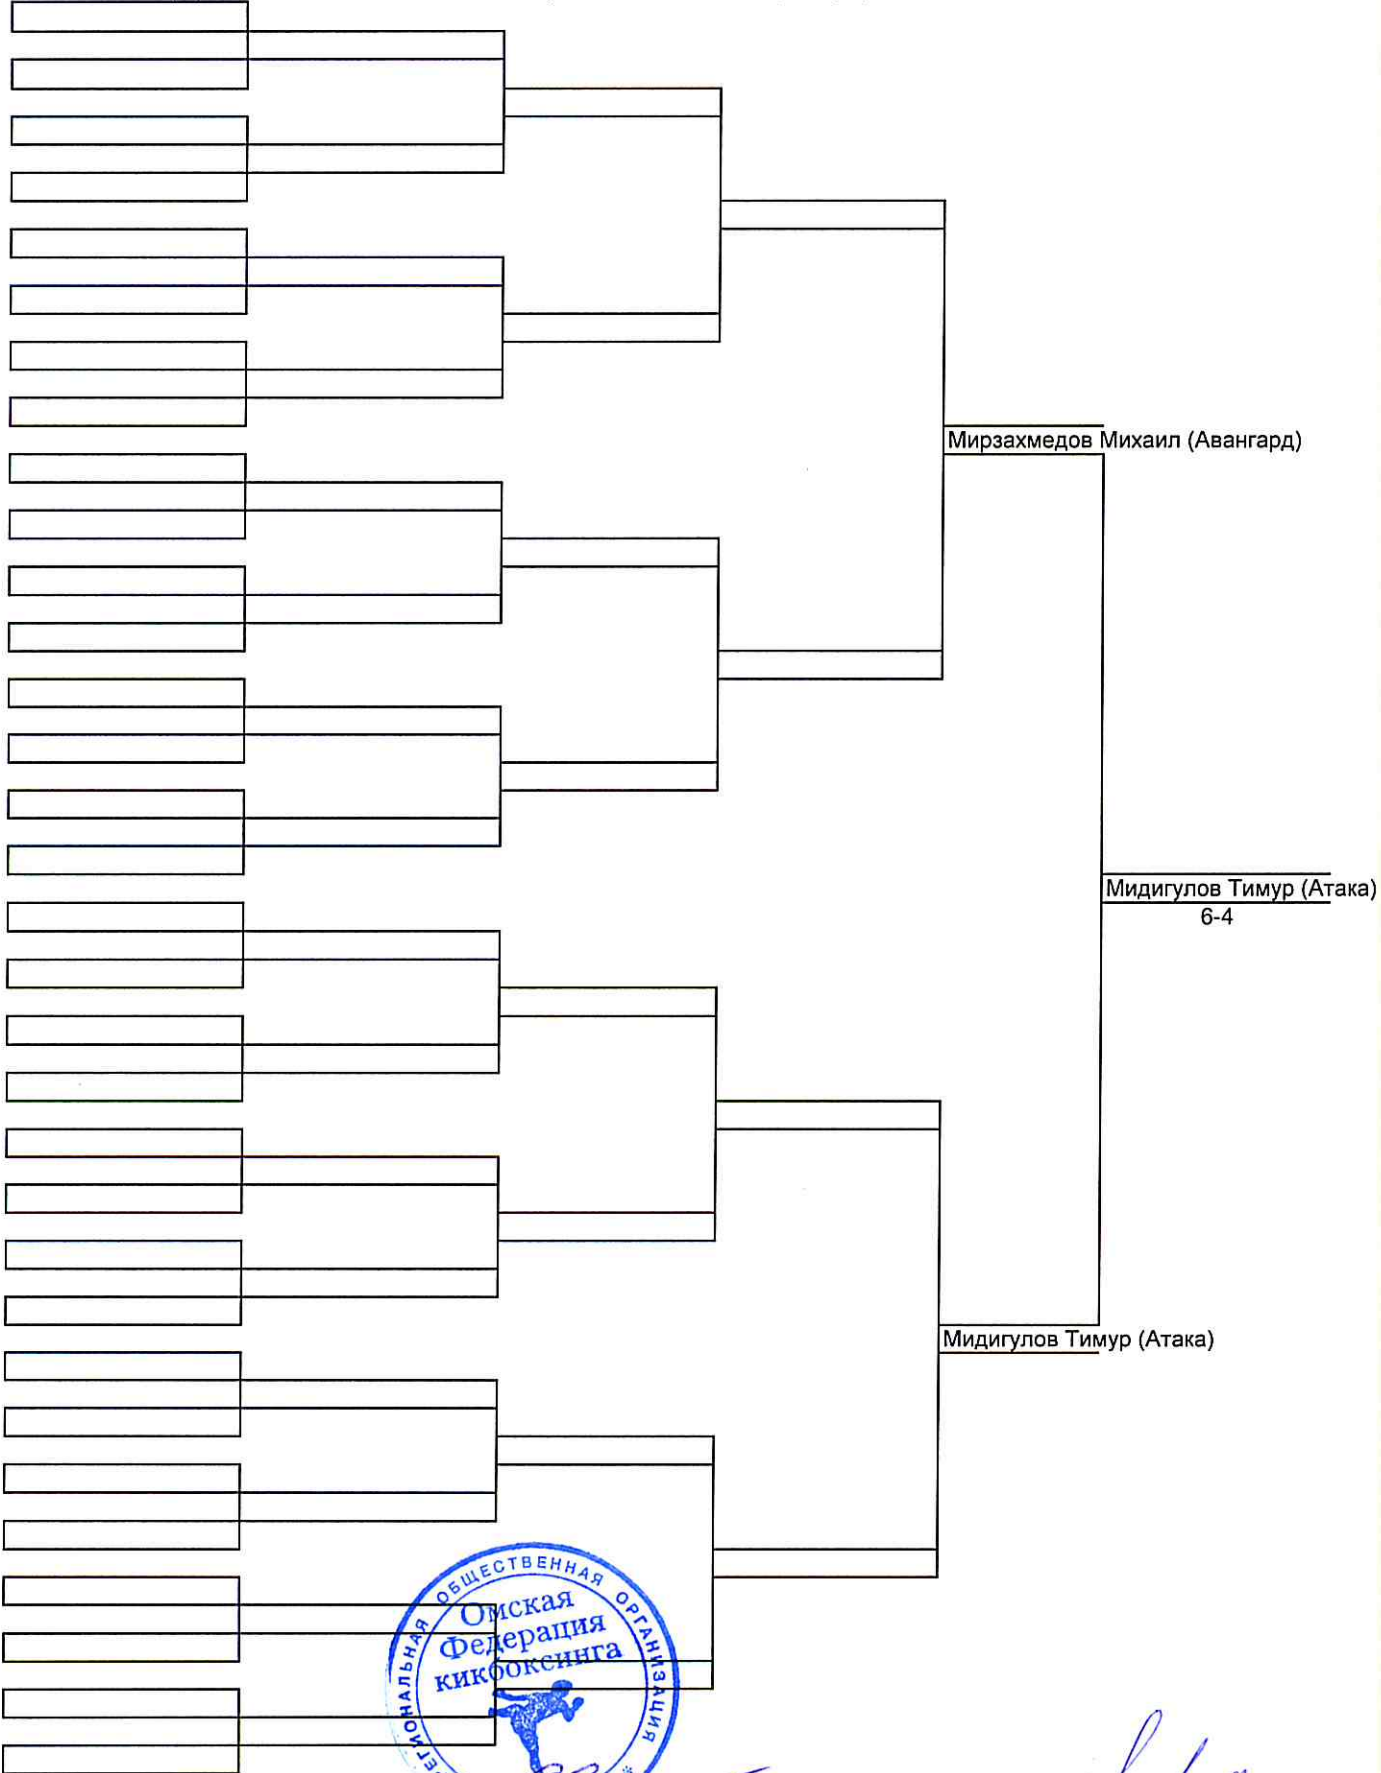 Мирзахмедов Михаил (Авангард)
Мидигулов Тимур (Атака)
6-4
Мидигулов Тимур (Атака)
ОБЩЕСТВЕННАЯ ОРГАНИЗАЦИЯ
Омская
Федерация
кикбоксинга